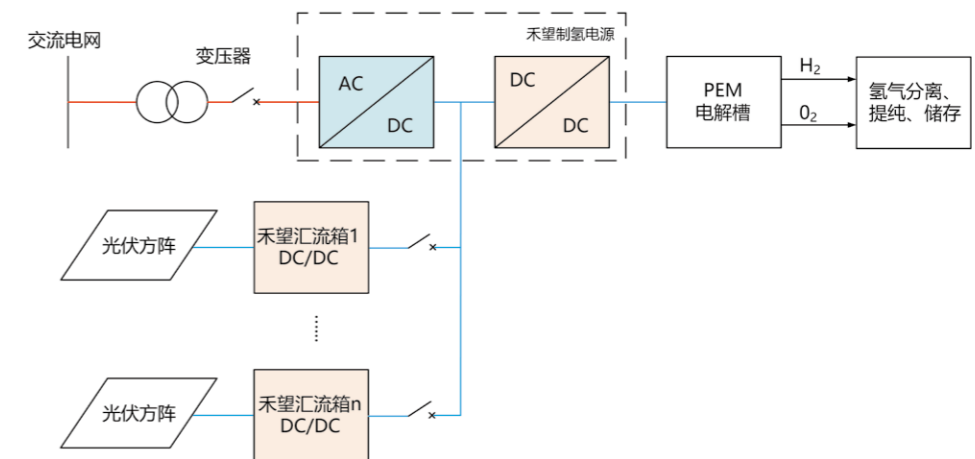 禾望制氢电源
交流电网
变压器
AC
DC
DC
DC
PEM
电解槽
H₂
0₂
氢气分离、
提纯、储存
光伏方阵
禾望汇流箱1
DC/DC
光伏方阵
禾望汇流箱n
DC/DC